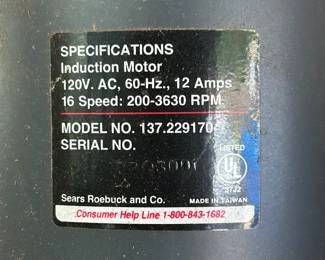 SPECIFICATIONS
Induction Motor
120V. AC, 60-Hz., 12 Amps
16 Speed: 200-3630 RPM
MODEL NO. 137.229170
SERIAL NO.
LISTED
UL
37J2
Sears Roebuck and Co.
MADE IN TAIWAN
Consumer Help Line 1-800-843-1682